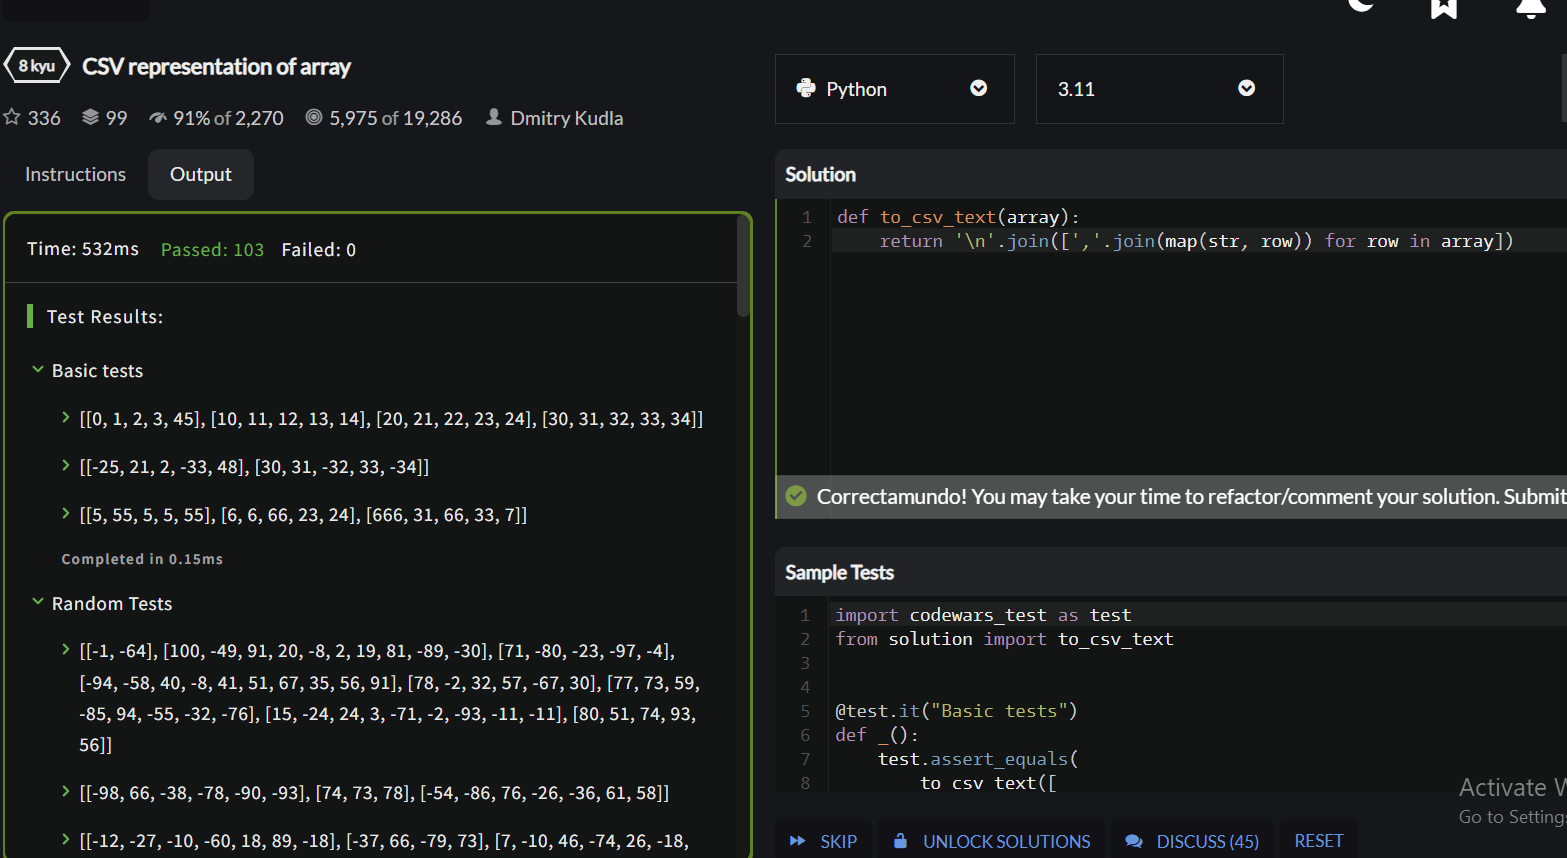 8 kyu CSV representation of array
336 99 91% of 2,270 5,975 of 19,286 Dmitry Kudla
Instructions Output
Time: 532ms Passed: 103 Failed: 0
Test Results:
Basic tests
[[0, 1, 2, 3, 45], [10, 11, 12, 13, 14], [20, 21, 22, 23, 24], [30, 31, 32, 33, 34]]
[[-25, 21, 2, -33, 48], [30, 31, -32, 33, -34]]
[[5, 55, 5, 5, 55], [6, 6, 66, 23, 24], [666, 31, 66, 33, 7]]
Completed in 0.15ms
Random Tests
[[-1, -64], [100, -49, 91, 20, -8, 2, 19, 81, -89, -30], [71, -80, -23, -97, -4],
[-94, -58, 40, -8, 41, 51, 67, 35, 56, 91], [78, -2, 32, 57, -67, 30], [77, 73, 59,
-85, 94, -55, -32, -76], [15, -24, 24, 3, -71, -2, -93, -11, -11], [80, 51, 74, 93,
56]]
[[-98, 66, -38, -78, -90, -93], [74, 73, 78], [-54, -86, 76, -26, -36, 61, 58]]
[[-12, -27, -10, -60, 18, 89, -18], [-37, 66, -79, 73], [7, -10, 46, -74, 26, -18,
Python 3.11
Solution
1 def to_csv_text(array):
2 return '\n'.join([','.join(map(str, row)) for row in array])
Correctamundo! You may take your time to refactor/comment your solution. Submit
Sample Tests
1 import codewars_test as test
2 from solution import to_csv_text
3
4
5 @test.it("Basic tests")
6 def _():
7 test.assert_equals(
8 to_csv_text([
Activate W
Go to Settings
SKIP UNLOCK SOLUTIONS DISCUSS (45) RESET